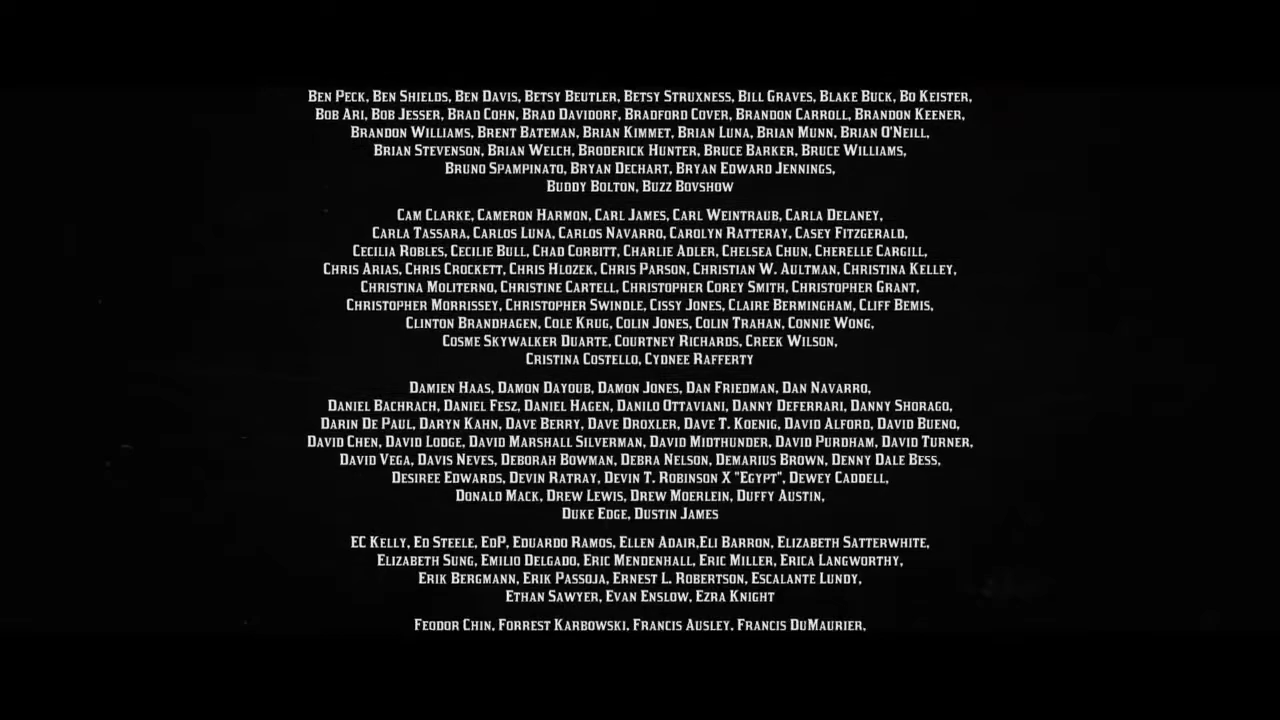 Ben Peck, Ben Shields, Ben Davis, Betsy Beutler, Betsy Struxness, Bill Graves, Blake Buck, Bo Keister,
Bob Ari, Bob Jesser, Brad Cohn, Brad Davidorf, Bradford Cover, Brandon Carroll, Brandon Keener,
Brandon Williams, Brent Bateman, Brian Kimmet, Brian Luna, Brian Munn, Brian O'Neill,
Brian Stevenson, Brian Welch, Broderick Hunter, Bruce Barker, Bruce Williams,
Bruno Spampinato, Bryan Dechart, Bryan Edward Jennings,
Buddy Bolton, Buzz Bovshow
Cam Clarke, Cameron Harmon, Carl James, Carl Weintraub, Carla Delaney,
Carla Tassara, Carlos Luna, Carlos Navarro, Carolyn Ratteray, Casey Fitzgerald,
Cecilia Robles, Cecilie Bull, Chad Corbitt, Charlie Adler, Chelsea Chun, Cherelle Cargill,
Chris Arias, Chris Crockett, Chris Hlozek, Chris Parson, Christian W. Aultman, Christina Kelley,
Christina Moliterno, Christine Cartell, Christopher Corey Smith, Christopher Grant,
Christopher Morrissey, Christopher Swindle, Cissy Jones, Claire Bermingham, Cliff Bemis,
Clinton Brandhagen, Cole Krug, Colin Jones, Colin Trahan, Connie Wong,
Cosme Skywalker Duarte, Courtney Richards, Creek Wilson,
Cristina Costello, Cydnee Rafferty
Damien Haas, Damon Dayoub, Damon Jones, Dan Friedman, Dan Navarro,
Daniel Bachrach, Daniel Fesz, Daniel Hagen, Danilo Ottaviani, Danny Deferrari, Danny Shorago,
Darin De Paul, Daryn Kahn, Dave Berry, Dave Droxler, Dave T. Koenig, David Alford, David Bueno,
David Chen, David Lodge, David Marshall Silverman, David Midthunder, David Purdham, David Turner,
David Vega, Davis Neves, Deborah Bowman, Debra Nelson, Demarius Brown, Denny Dale Bess,
Desiree Edwards, Devin Ratray, Devin T. Robinson X "Egypt", Dewey Caddell,
Donald Mack, Drew Lewis, Drew Moerlein, Duffy Austin,
Duke Edge, Dustin James
EC Kelly, Ed Steele, EdP, Eduardo Ramos, Ellen Adair,Eli Barron, Elizabeth Satterwhite,
Elizabeth Sung, Emilio Delgado, Eric Mendenhall, Eric Miller, Erica Langworthy,
Erik Bergmann, Erik Passoja, Ernest L. Robertson, Escalante Lundy,
Ethan Sawyer, Evan Enslow, Ezra Knight
Feodor Chin, Forrest Karbowski, Francis Ausley, Francis DuMaurier,